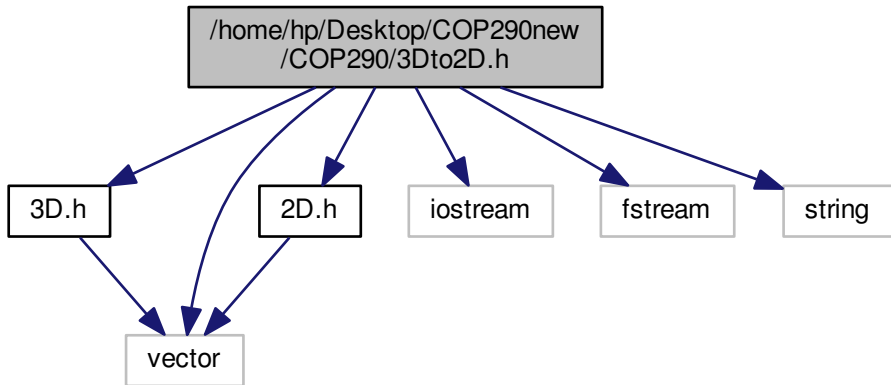 /home/hp/Desktop/COP290new
/COP290/3Dto2D.h
3D.h
2D.h
iostream
fstream
string
vector